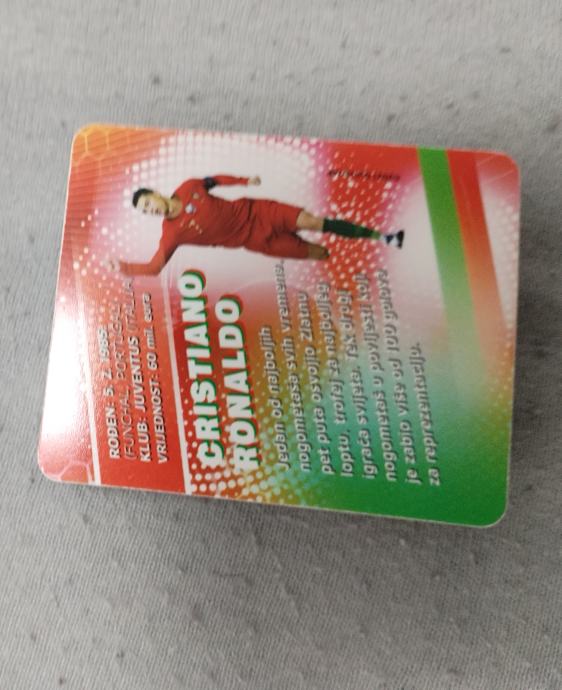 ROĐEN: 5. 2. 1985.
(FUNCHAL, PORTUGAL)
KLUB: JUVENTUS (ITALIJA)
VRIJEDNOST: 60 mil. eura
CRISTIANO
RONALDO
Jedan od najboljih
nogometaša svih vremena,
pet puta osvojio Zlatnu
loptu, trofej za najboljeg
igrača svijeta. Rekorder,
nogometaš u povijesti koji
je zabio više od 100 golova
za reprezentaciju.